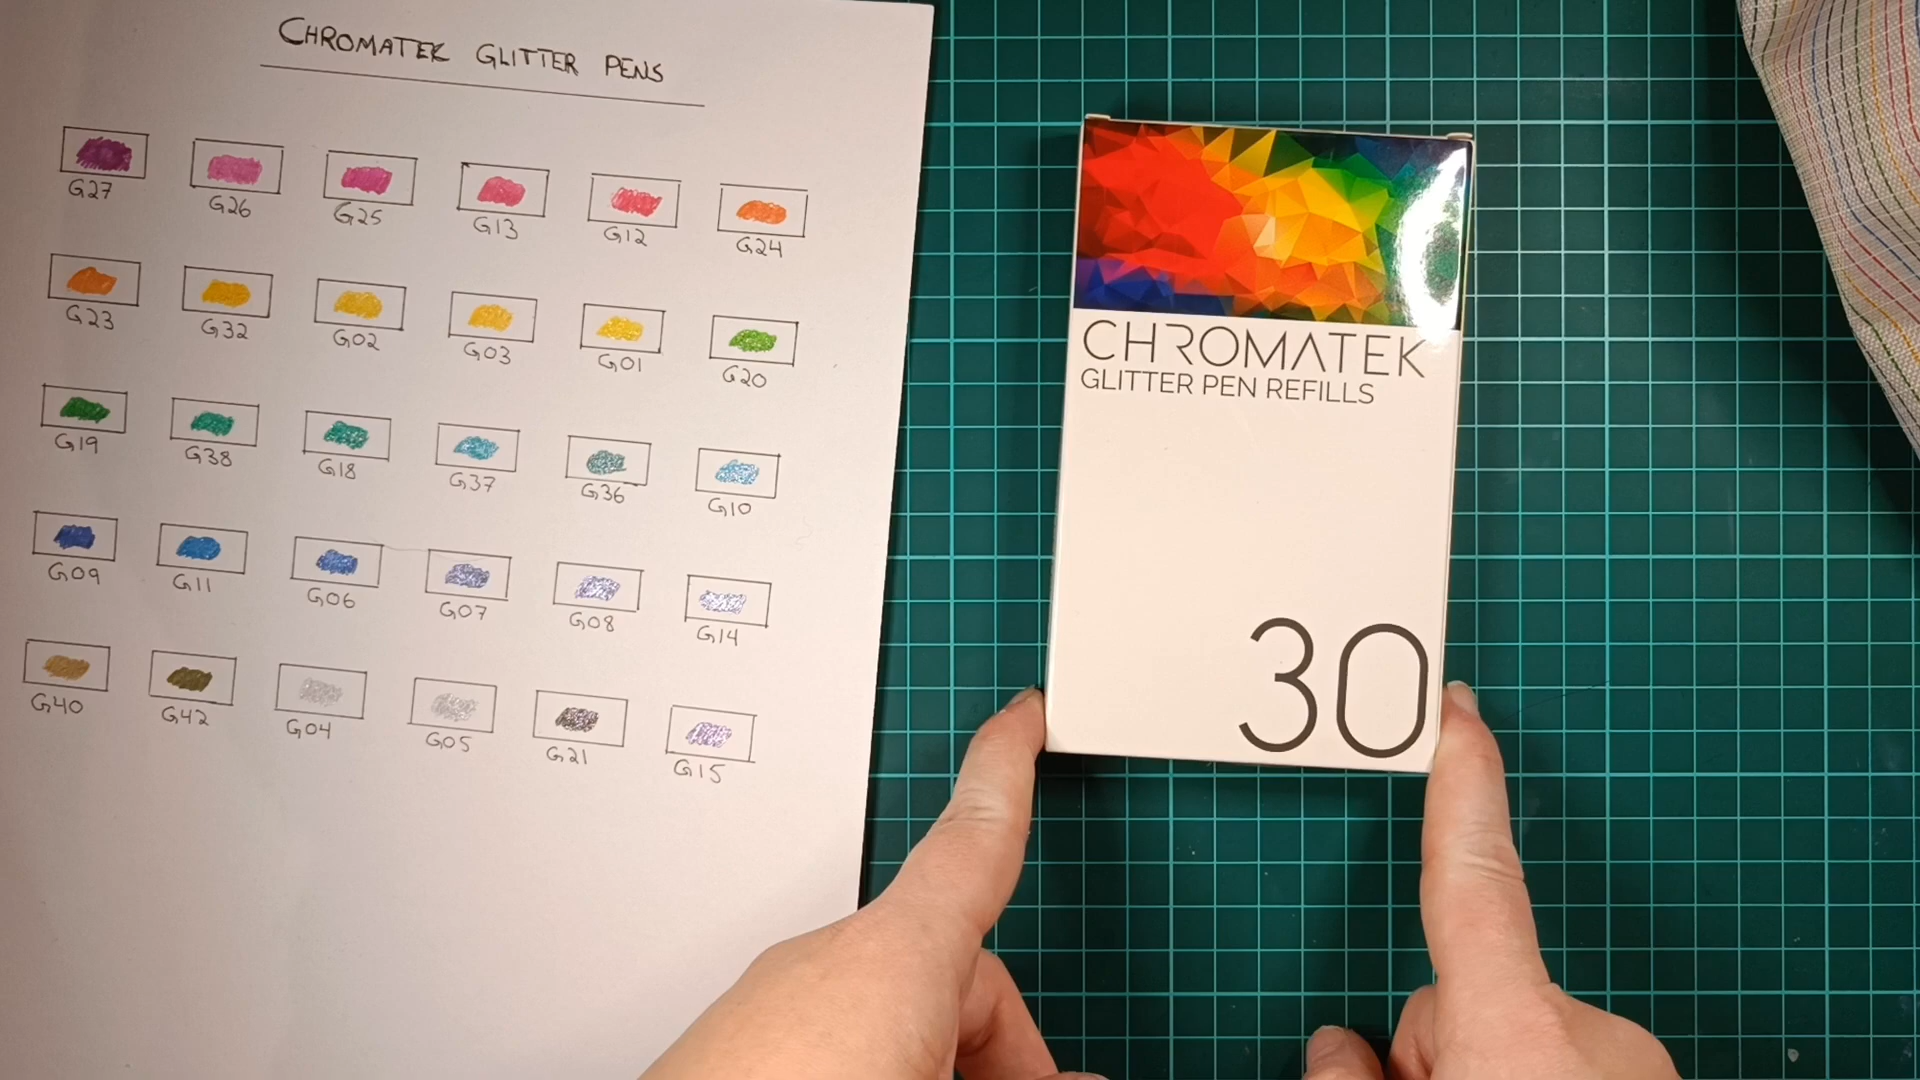 CHROMATEK GLITTER PENS
G27 G26 G25 G13 G12 G24
G23 G32 G02 G03 G01 G20
G19 G38 G18 G37 G36 G10
G09 G11 G06 G07 G08 G14
G40 G42 G04 G05 G21 G15
CHROMATEK
GLITTER PEN REFILLS
30